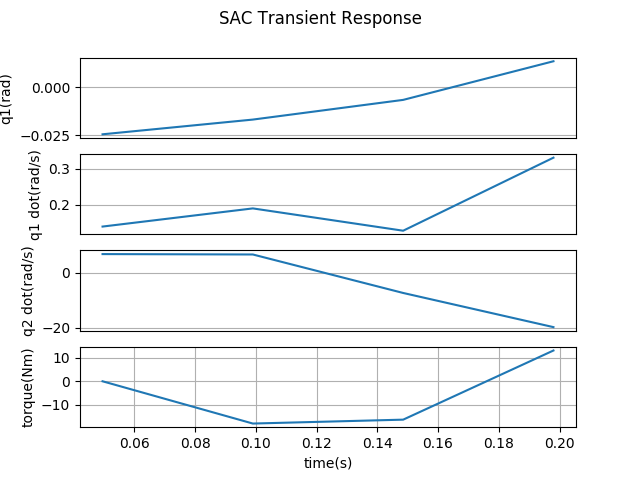 SAC Transient Response
q1(rad)
0.000
−0.025
q1 dot(rad/s)
0.3
0.2
q2 dot(rad/s)
0
−20
torque(Nm)
10
0
−10
0.06 0.08 0.10 0.12 0.14 0.16 0.18 0.20
time(s)